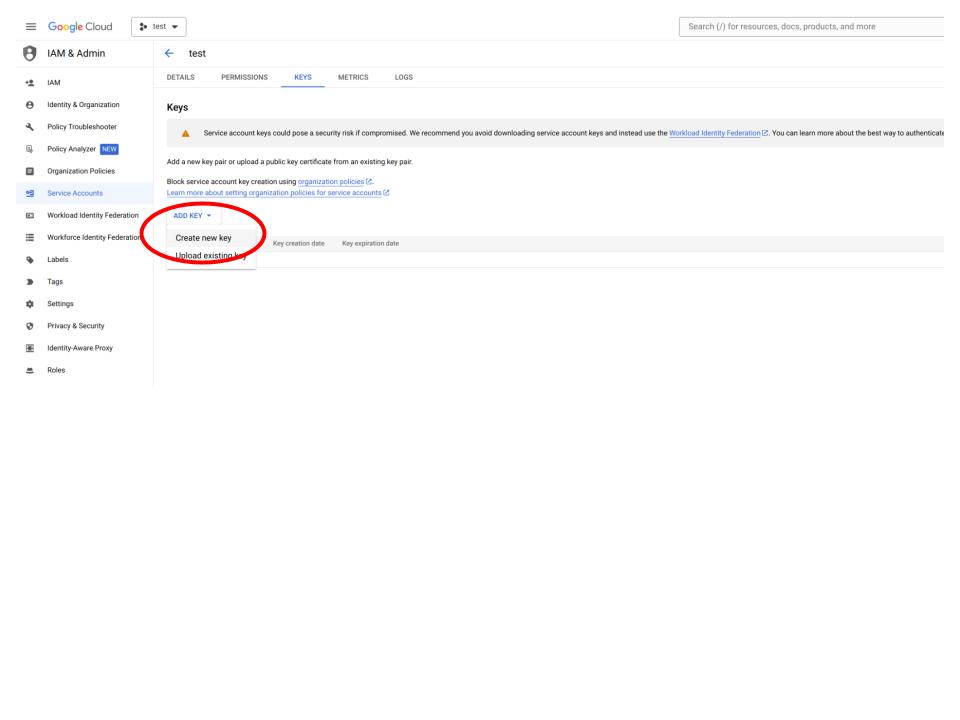 Google Cloud
test
Search (/) for resources, docs, products, and more
IAM & Admin
test
DETAILS PERMISSIONS KEYS METRICS LOGS
IAM
Identity & Organization
Policy Troubleshooter
Policy Analyzer NEW
Organization Policies
Service Accounts
Workload Identity Federation
Workforce Identity Federation
Labels
Tags
Settings
Privacy & Security
Identity-Aware Proxy
Roles
Keys
Service account keys could pose a security risk if compromised. We recommend you avoid downloading service account keys and instead use the Workload Identity Federation. You can learn more about the best way to authenticate
Add a new key pair or upload a public key certificate from an existing key pair.
Block service account key creation using organization policies.
Learn more about setting organization policies for service accounts
ADD KEY
Create new key
Upload existing key
Key creation date Key expiration date